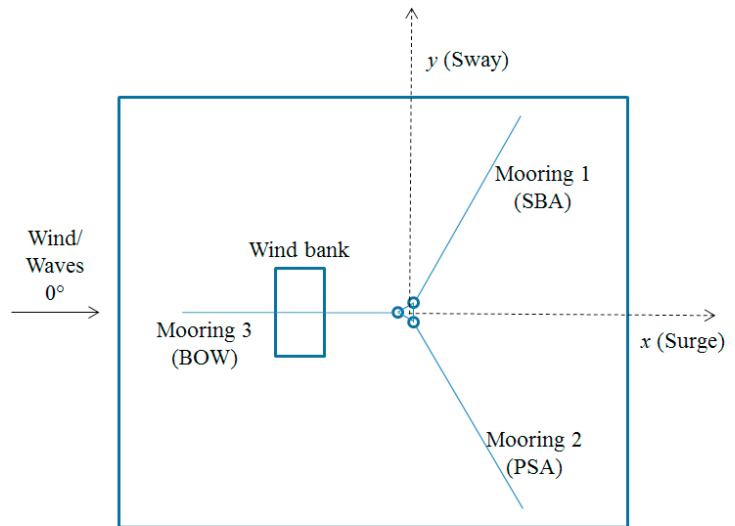 y (Sway)
Mooring 1
(SBA)
Wind/
Waves
0°
Wind bank
Mooring 3
(BOW)
x (Surge)
Mooring 2
(PSA)